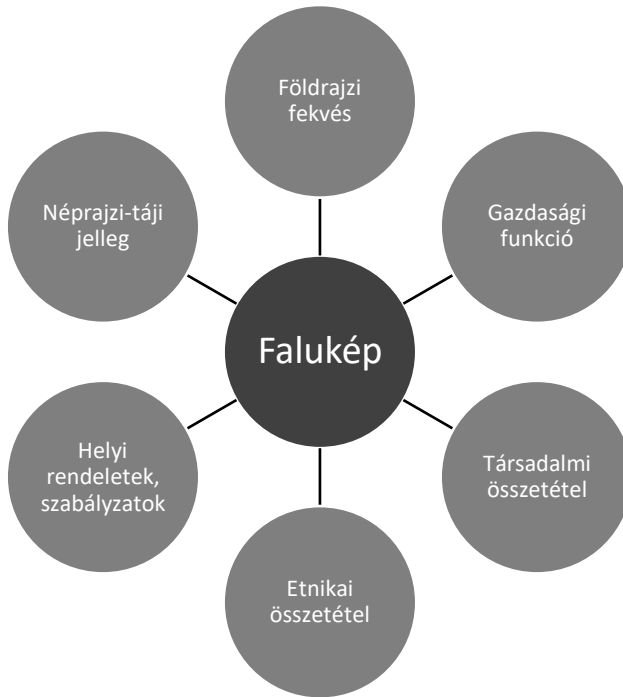 Földrajzi
fekvés
Néprajzi-táji
jelleg
Gazdasági
funkció
Falukép
Helyi
rendeletek,
szabályzatok
Társadalmi
összetétel
Etnikai
összetétel